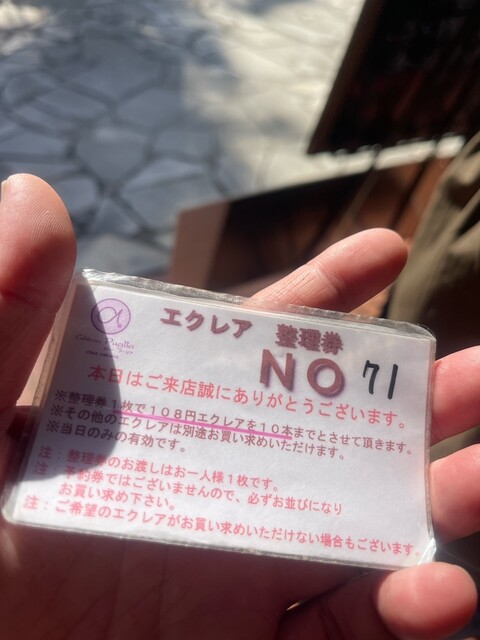 エクレア 整理券
NO 71
本日はご来店誠にありがとうございます。
※整理券1枚で108円エクレアを10本までとさせて頂きます。
※その他のエクレアは別途お買い求めいただけます。
※当日のみの有効です。
注：整理券のお渡しはお一人様1枚です。
注：予約券ではございませんので、必ずお並びになり
お買い求め下さい。
注：ご希望のエクレアがお買い求めいただけない場合もございます。